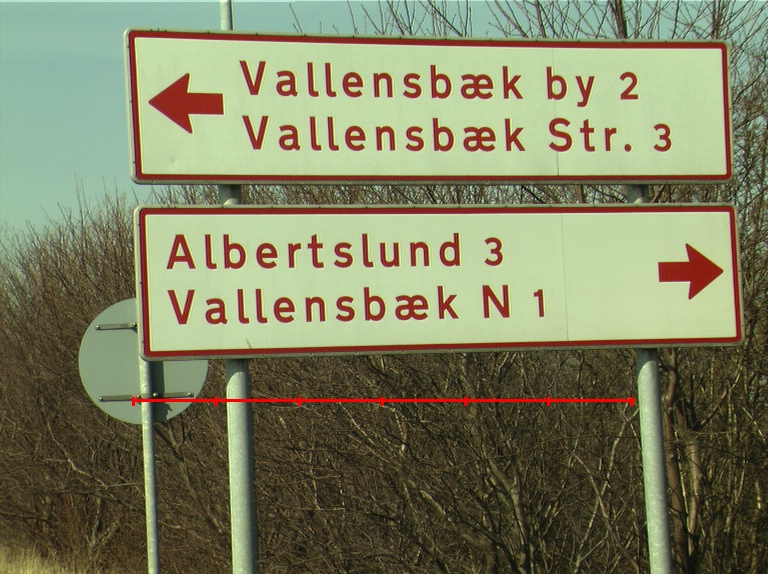 Vallensbæk by 2
Vallensbæk Str. 3
Albertslund 3
Vallensbæk N 1